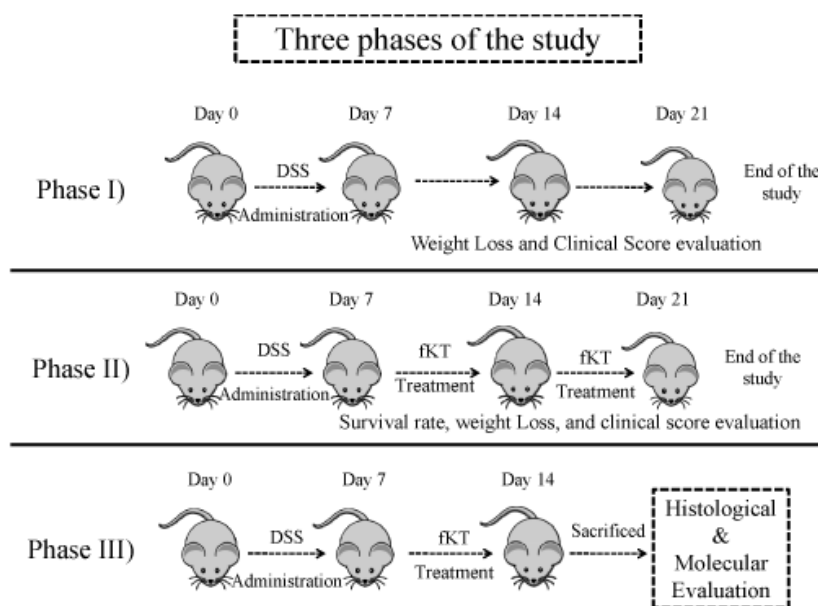 Three phases of the study
Day 0
Day 7
Day 14
Day 21
Phase I)
DSS
Administration
End of the
study
Weight Loss and Clinical Score evaluation
Day 0
Day 7
Day 14
Day 21
Phase II)
DSS
Administration
fKT
Treatment
fKT
Treatment
End of the
study
Survival rate, weight Loss, and clinical score evaluation
Day 0
Day 7
Day 14
Phase III)
DSS
Administration
fKT
Treatment
Sacrificed
Histological
&
Molecular
Evaluation